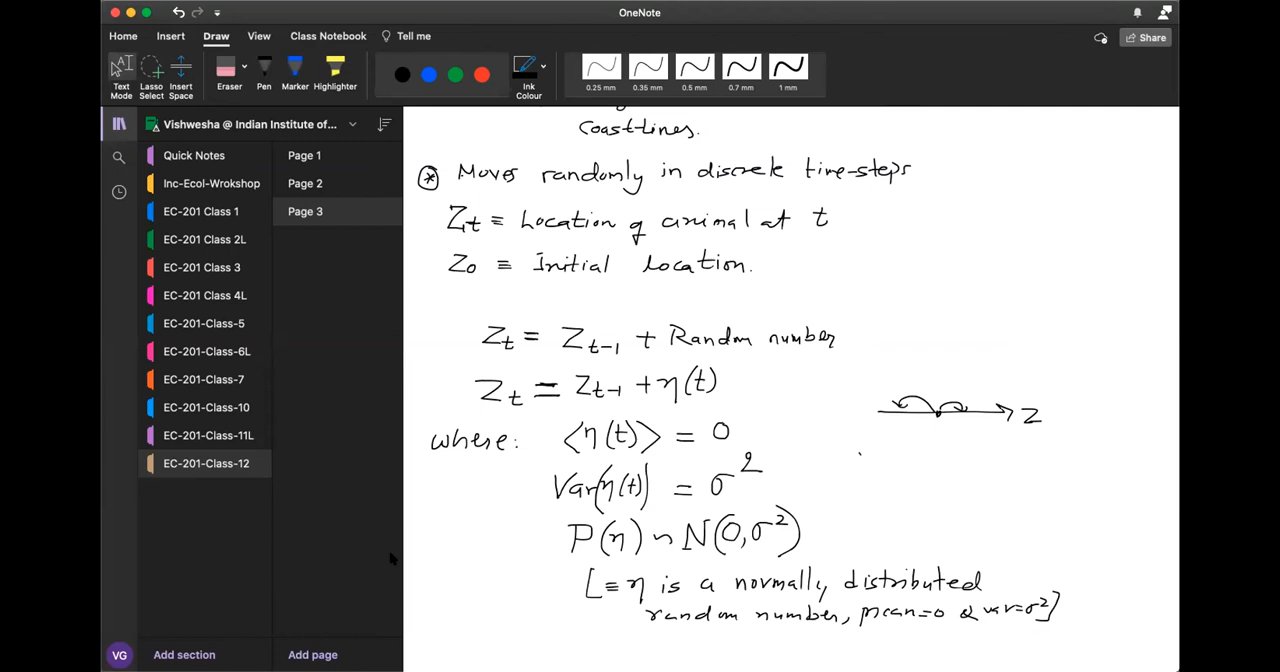 OneNote
Home Insert Draw View Class Notebook Tell me
Share
Text Mode
Lasso Select
Insert Space
Eraser
Pen
Marker
Highlighter
Ink Colour
0.25 mm
0.35 mm
0.5 mm
0.7 mm
1 mm
Vishwesha @ Indian Institute of...
Quick Notes
Inc-Ecol-Wrokshop
EC-201 Class 1
EC-201 Class 2L
EC-201 Class 3
EC-201 Class 4L
EC-201-Class-5
EC-201-Class-6L
EC-201-Class-7
EC-201-Class-10
EC-201-Class-11L
EC-201-Class-12
Page 1
Page 2
Page 3
VG
Add section
Add page
Coastlines.
* Moves randomly in discrete time-steps
Zt ≡ Location of animal at t
Z0 ≡ Initial location.
Zt = Zt-1 + Random number
Zt = Zt-1 + η(t)
Z
where: ⟨η(t)⟩ = 0
Var(η(t)) = σ²
P(η) ~ N(0,σ²)
[≡ η is a normally distributed
random number, mean=0 & var=σ²]